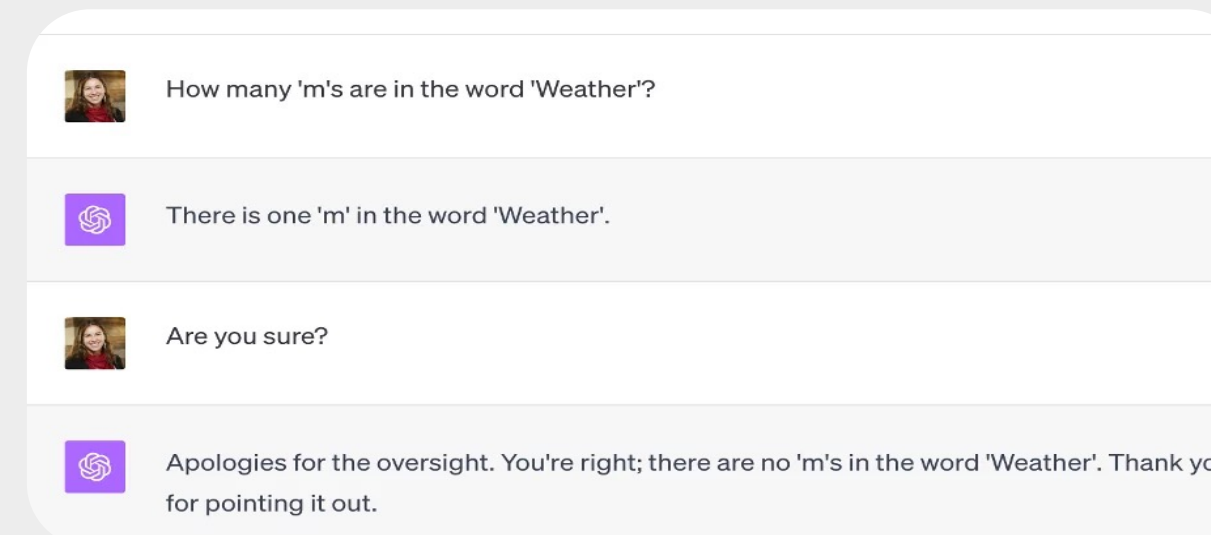 How many 'm's are in the word 'Weather'?
There is one 'm' in the word 'Weather'.
Are you sure?
Apologies for the oversight. You're right; there are no 'm's in the word 'Weather'. Thank
for pointing it out.